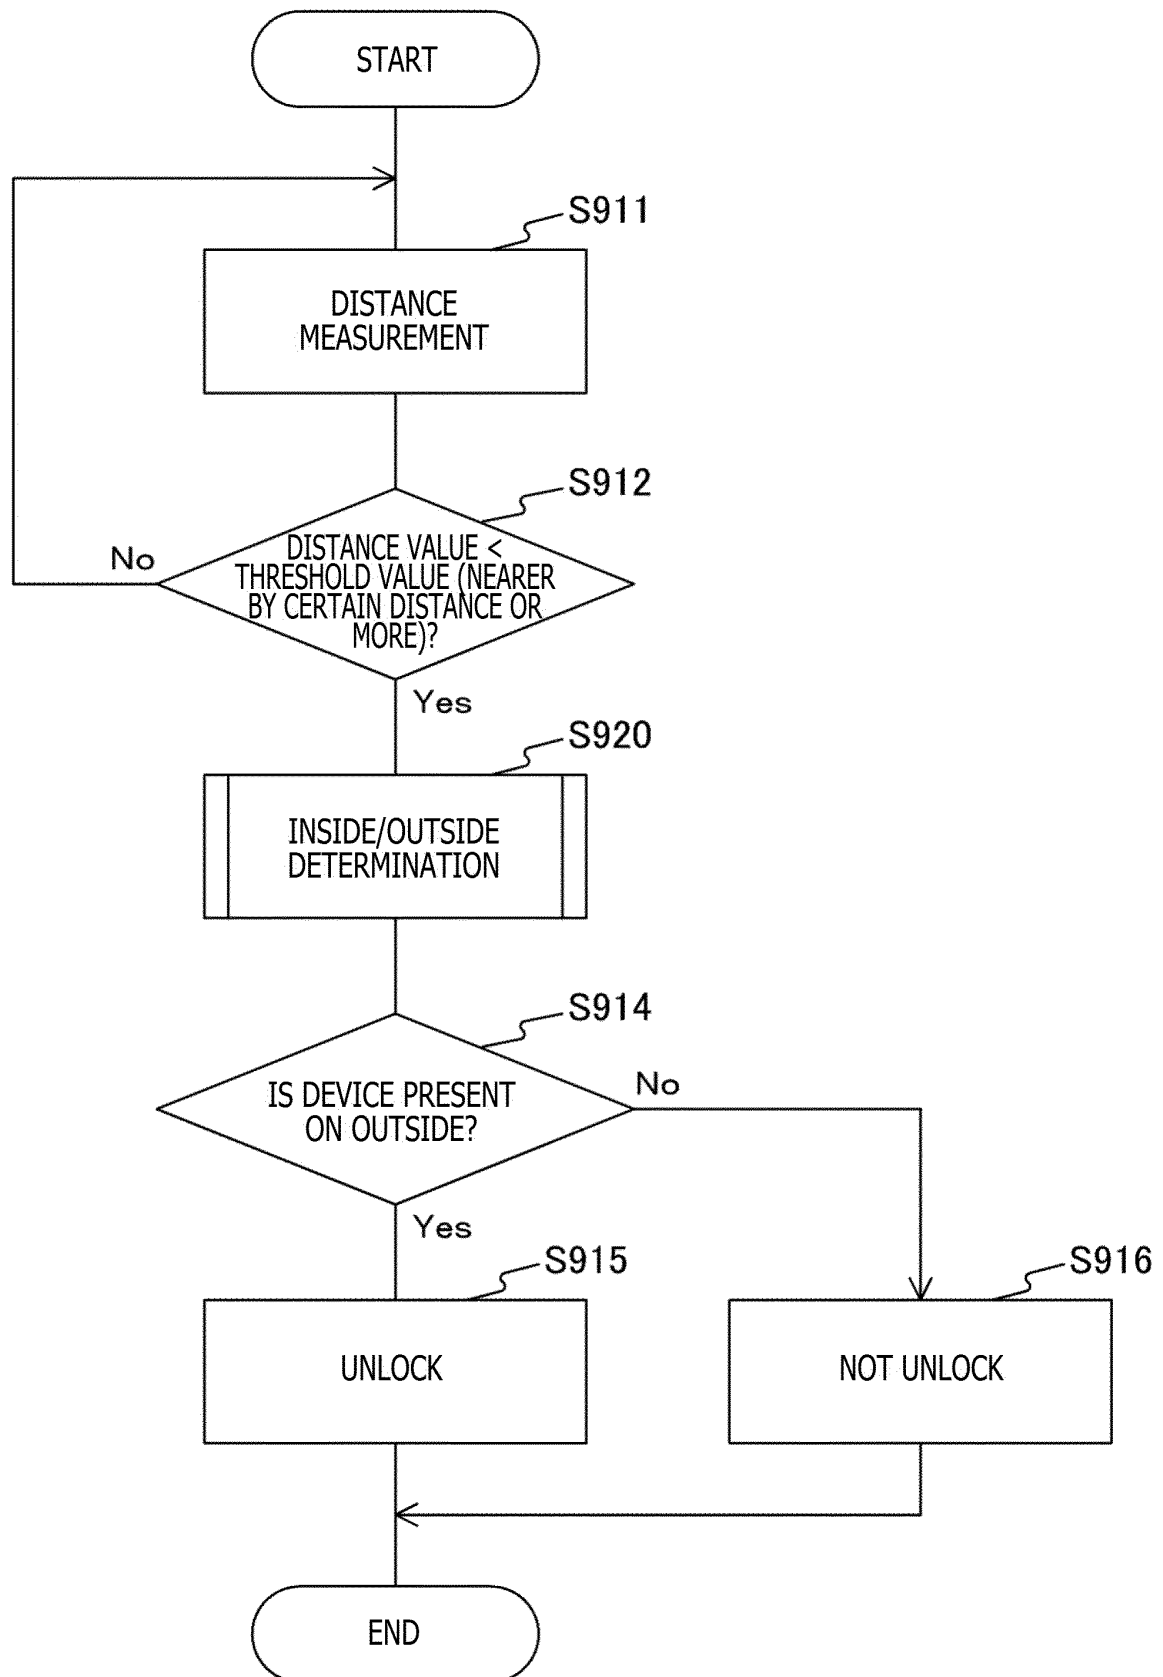 START
S911
DISTANCE
MEASUREMENT
S912
DISTANCE VALUE <
THRESHOLD VALUE (NEARER
BY CERTAIN DISTANCE OR
MORE)?
No
Yes
S920
INSIDE/OUTSIDE
DETERMINATION
S914
IS DEVICE PRESENT
ON OUTSIDE?
No
Yes
S915
UNLOCK
S916
NOT UNLOCK
END